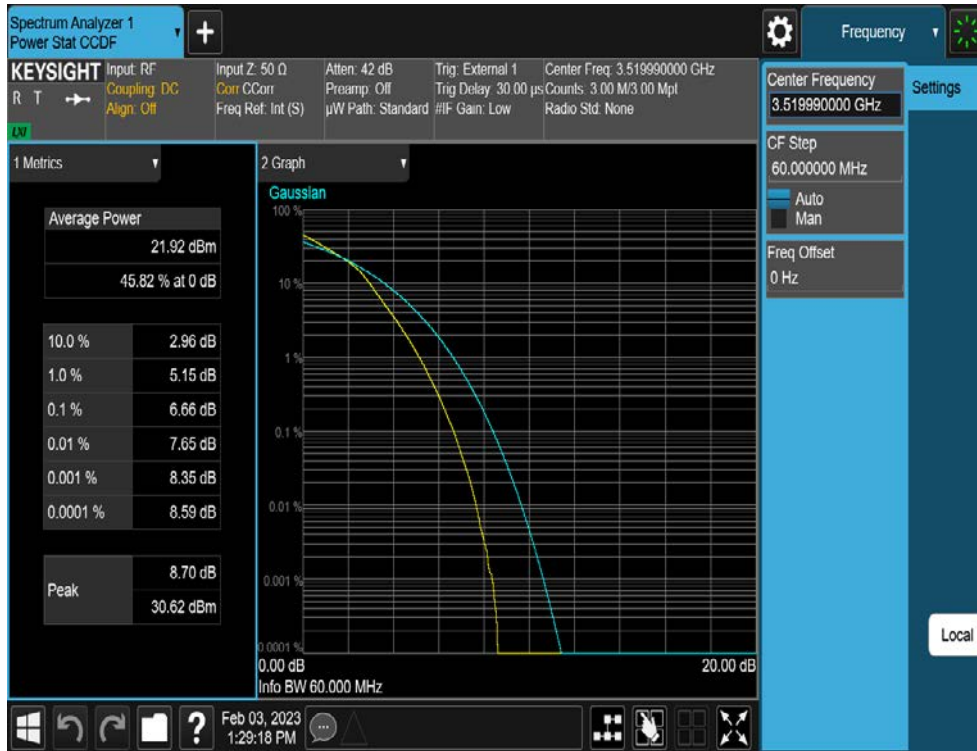 Spectrum Analyzer 1
Power Stat CCDF
+
Frequency
KEYSIGHT
R T
LXI
Input: RF
Coupling: DC
Align: Off
Input Z: 50 Ω
Corr CCorr
Freq Ref: Int (S)
Atten: 42 dB
Preamp: Off
µW Path: Standard
Trig: External 1
Trig Delay: 30.00 µs
#IF Gain: Low
Center Freq: 3.519990000 GHz
Counts: 3.00 M/3.00 Mpt
Radio Std: None
Center Frequency
3.519990000 GHz
Settings
CF Step
60.000000 MHz
Auto
Man
Freq Offset
0 Hz
Local
1 Metrics
Average Power
21.92 dBm
45.82 % at 0 dB
10.0 % 2.96 dB
1.0 % 5.15 dB
0.1 % 6.66 dB
0.01 % 7.65 dB
0.001 % 8.35 dB
0.0001 % 8.59 dB
Peak
8.70 dB
30.62 dBm
2 Graph
Gaussian
100 %
10 %
1 %
0.1 %
0.01 %
0.001 %
0.0001 %
0.00 dB 20.00 dB
Info BW 60.000 MHz
?
Feb 03, 2023
1:29:18 PM